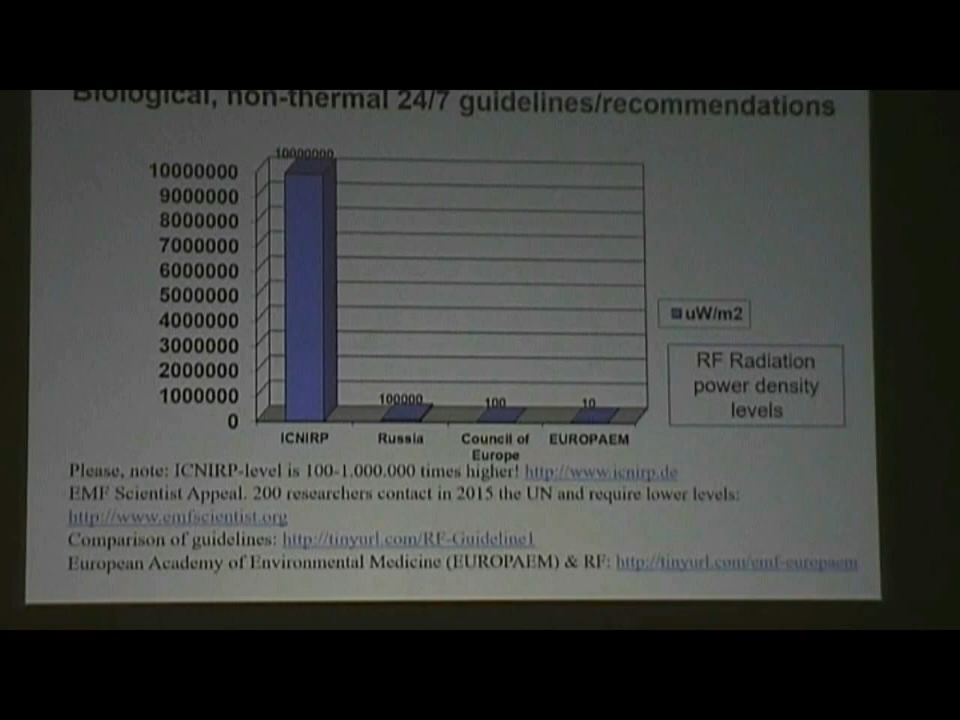 Biological, non-thermal 24/7 guidelines/recommendations
10000000
10000000
9000000
8000000
7000000
6000000
5000000
4000000
3000000
2000000
1000000
0
100000
100
10
uW/m2
RF Radiation
power density
levels
ICNIRP
Russia
Council of
Europe
EUROPAEM
Please, note: ICNIRP-level is 100-1.000.000 times higher! http://www.icnirp.de
EMF Scientist Appeal. 200 researchers contact in 2015 the UN and require lower levels:
http://www.emfscientist.org
Comparison of guidelines: http://tinyurl.com/RF-Guideline1
European Academy of Environmental Medicine (EUROPAEM) & RF: http://tinyurl.com/emf-europaem